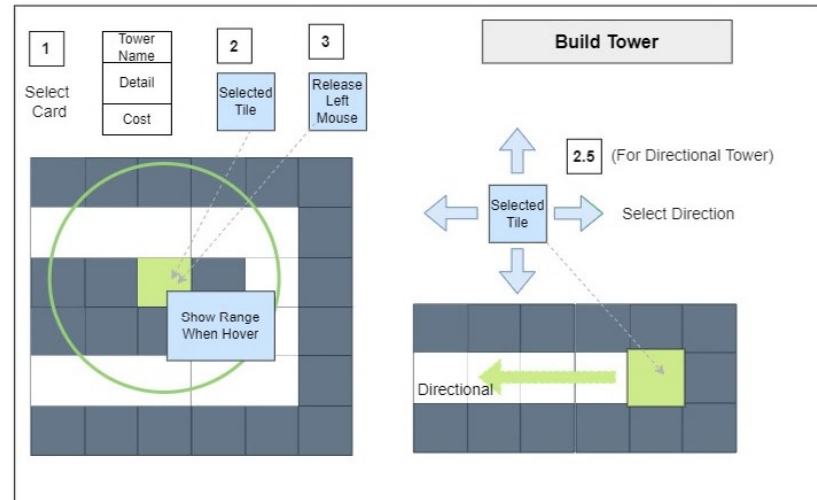 1
Select
Card
Tower
Name
Detail
Cost
2
Selected
Tile
3
Release
Left
Mouse
Show Range
When Hover
Build Tower
2.5 (For Directional Tower)
Selected
Tile
Select Direction
Directional